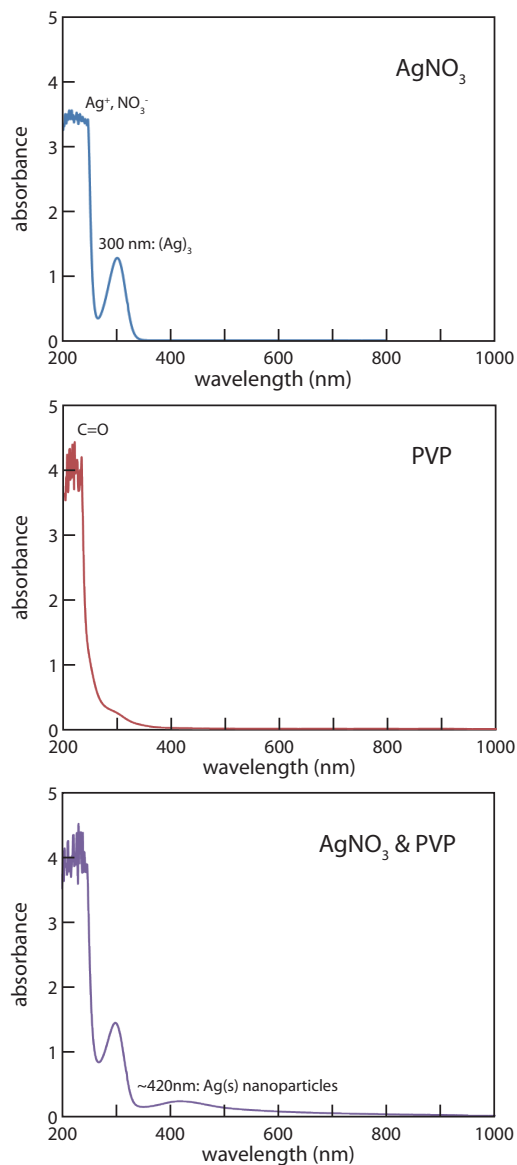 5
AgNO₃
4
Ag⁺, NO₃⁻
3
absorbance
2
300 nm: (Ag)₃
1
0
200 400 600 800 1000
wavelength (nm)
5
C=O
PVP
4
3
absorbance
2
1
0
200 400 600 800 1000
wavelength (nm)
5
AgNO₃ & PVP
4
3
absorbance
2
1
~420nm: Ag(s) nanoparticles
0
200 400 600 800 1000
wavelength (nm)